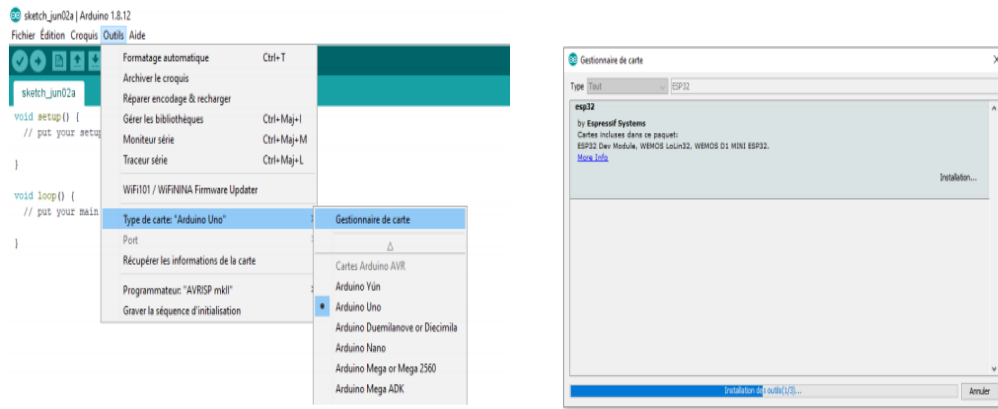 sketch_jun02a | Arduino 1.8.12
Fichier Édition Croquis Outils Aide
sketch_jun02a
void setup() {
// put your setup
}
void loop() {
// put your main
}
Formatage automatique Ctrl+T
Archiver le croquis
Réparer encodage & recharger
Gérer les bibliothèques Ctrl+Maj+I
Moniteur série Ctrl+Maj+M
Traceur série Ctrl+Maj+L
WiFi101 / WiFiNINA Firmware Updater
Type de carte: "Arduino Uno"
Port
Récupérer les informations de la carte
Programmateur: "AVRISP mkII"
Graver la séquence d'initialisation
Gestionnaire de carte
Cartes Arduino AVR
Arduino Yún
Arduino Uno
Arduino Duemilanove or Diecimila
Arduino Nano
Arduino Mega or Mega 2560
Arduino Mega ADK
Gestionnaire de carte
Type Tout ESP32
esp32
by Espressif Systems
Cartes incluses dans ce paquet:
ESP32 Dev Module, WEMOS LoLin32, WEMOS D1 MINI ESP32.
More Info
Installation...
Installation des outils(1/3)...
Annuler